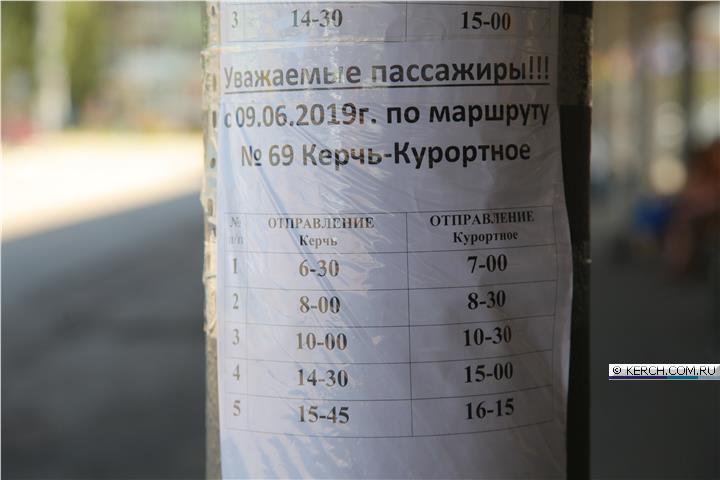 3 14-30 15-00
Уважаемые пассажиры!!!
с 09.06.2019г. по маршруту
№ 69 Керчь-Курортное
№ ОТПРАВЛЕНИЕ ОТПРАВЛЕНИЕ
п/п Керчь Курортное
1 6-30 7-00
2 8-00 8-30
3 10-00 10-30
4 14-30 15-00
5 15-45 16-15
© KERCH.COM.RU